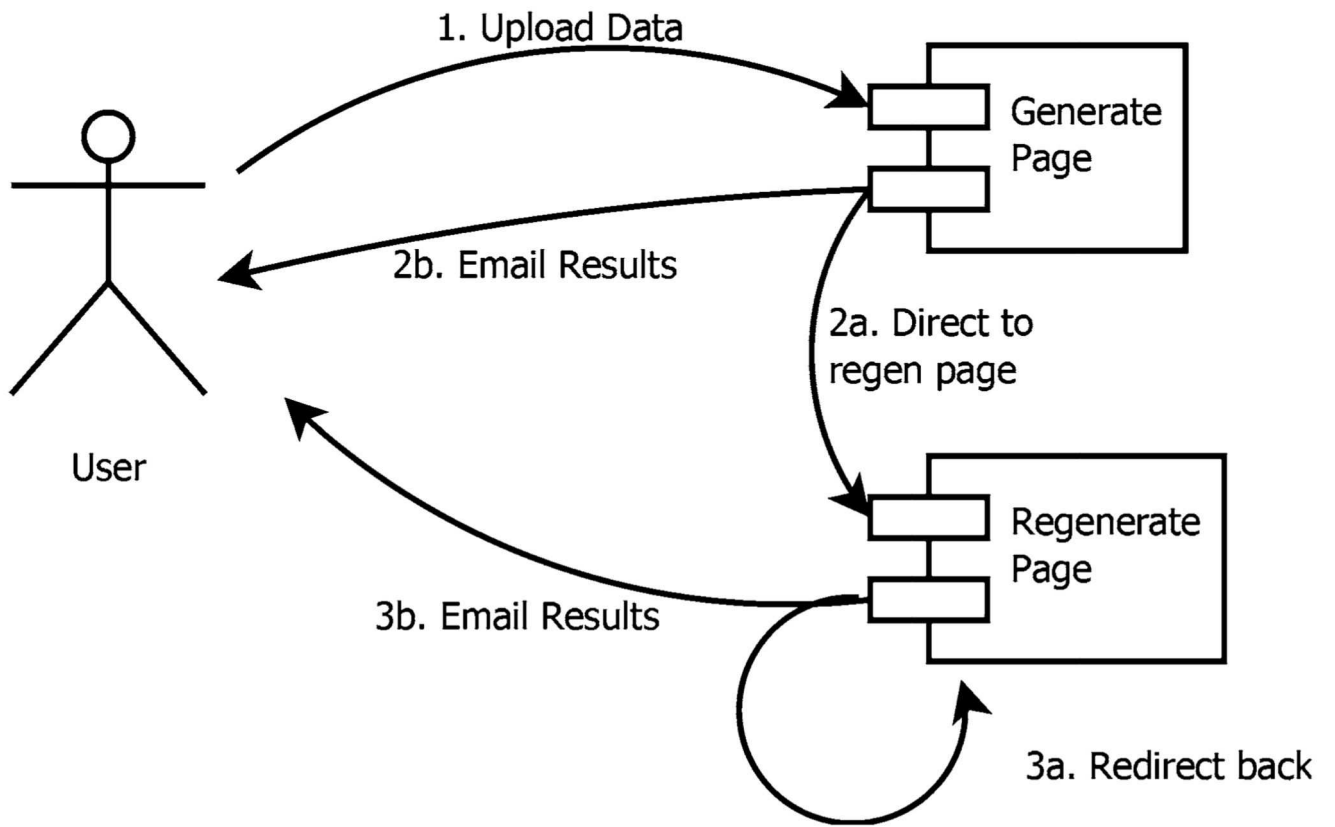 1. Upload Data
Generate
Page
2b. Email Results
2a. Direct to
regen page
User
Regenerate
Page
3b. Email Results
3a. Redirect back